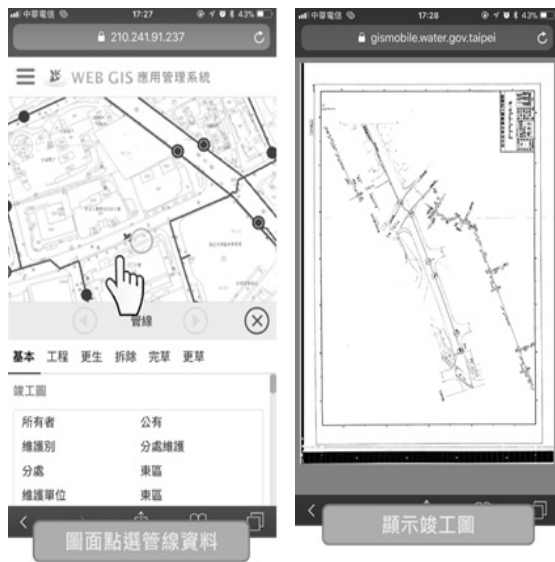 中華電信
17:27
43%
210.241.91.237
WEB GIS 應用管理系統
管線
基本 工程 更生 拆除 完草 更草
竣工圖
所有者 公有
維護別 分處維護
分處 東區
維護單位 東區
圖面點選管線資料
中華電信
17:28
43%
gismobile.water.gov.taipei
顯示竣工圖